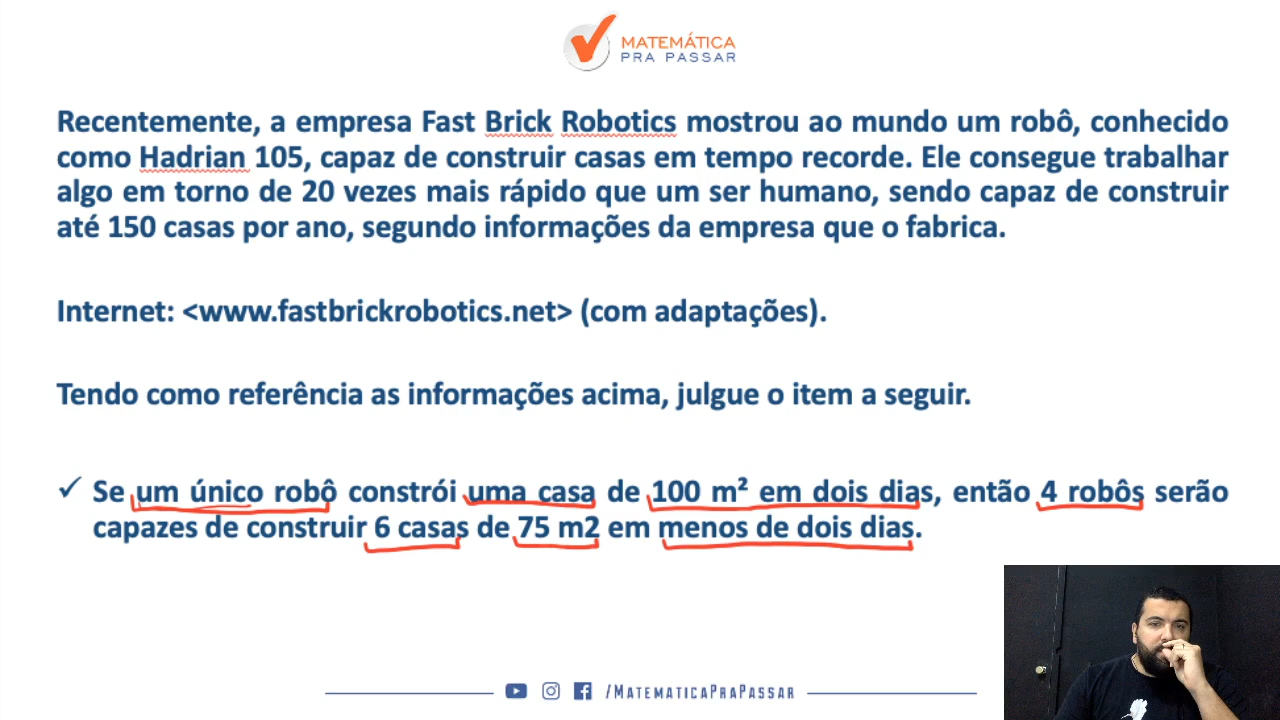 MATEMÁTICA
PRA PASSAR
Recentemente, a empresa Fast Brick Robotics mostrou ao mundo um robô, conhecido
como Hadrian 105, capaz de construir casas em tempo recorde. Ele consegue trabalhar
algo em torno de 20 vezes mais rápido que um ser humano, sendo capaz de construir
até 150 casas por ano, segundo informações da empresa que o fabrica.
Internet: <www.fastbrickrobotics.net> (com adaptações).
Tendo como referência as informações acima, julgue o item a seguir.
✓ Se um único robô constrói uma casa de 100 m² em dois dias, então 4 robôs serão
capazes de construir 6 casas de 75 m2 em menos de dois dias.
/MATEMATICAPRAPASSAR